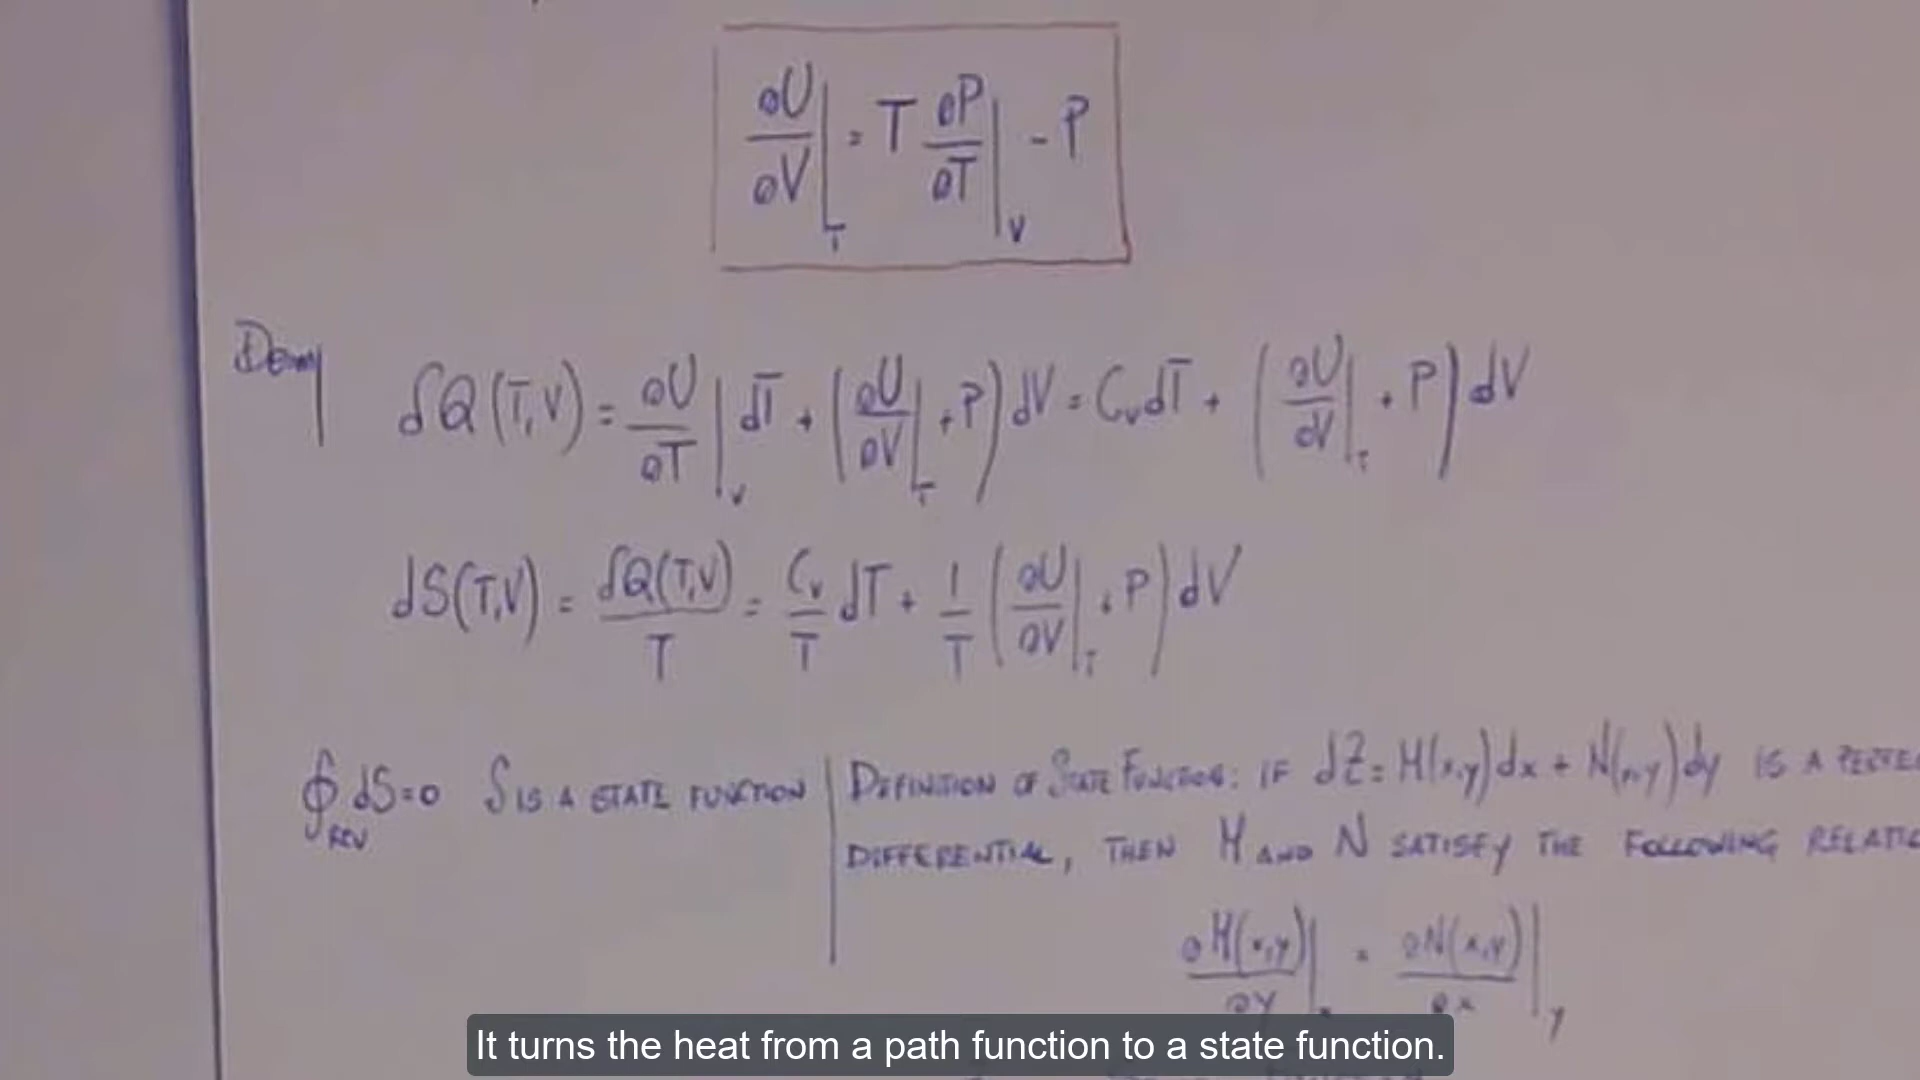 ∂U/∂V|_T = T ∂P/∂T|_V - P
Dem
δQ(T,V) = ∂U/∂T|_V dT + (∂U/∂V|_T + P) dV = C_V dT + (∂U/∂V|_T + P) dV
dS(T,V) = δQ(T,V)/T = C_V/T dT + 1/T (∂U/∂V|_T + P) dV
∮_REV dS=0 S IS A STATE FUNCTION
DEFINITION OF STATE FUNCTION: IF dZ = M(x,y)dx + N(x,y)dy IS A
DIFFERENTIAL, THEN M AND N SATISFY THE FOLLOWING
∂M(x,y)/∂y|_x = ∂N(x,y)/∂x|_y
It turns the heat from a path function to a state function.